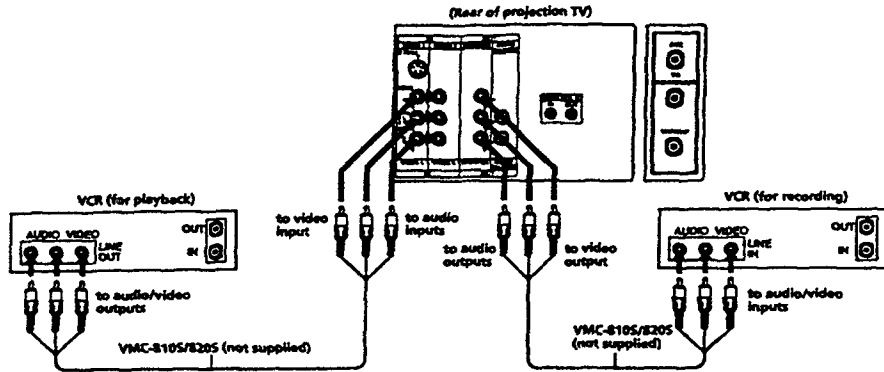 (Rear of projection TV)
VCR (for playback)
AUDIO VIDEO
LINE
OUT
OUT
IN
to audio/video
outputs
VMC-810S/820S (not supplied)
to video
input
to audio
inputs
to audio
outputs
to video
output
VCR (for recording)
AUDIO VIDEO
LINE
IN
OUT
IN
to audio/video
inputs
VMC-810S/820S
(not supplied)